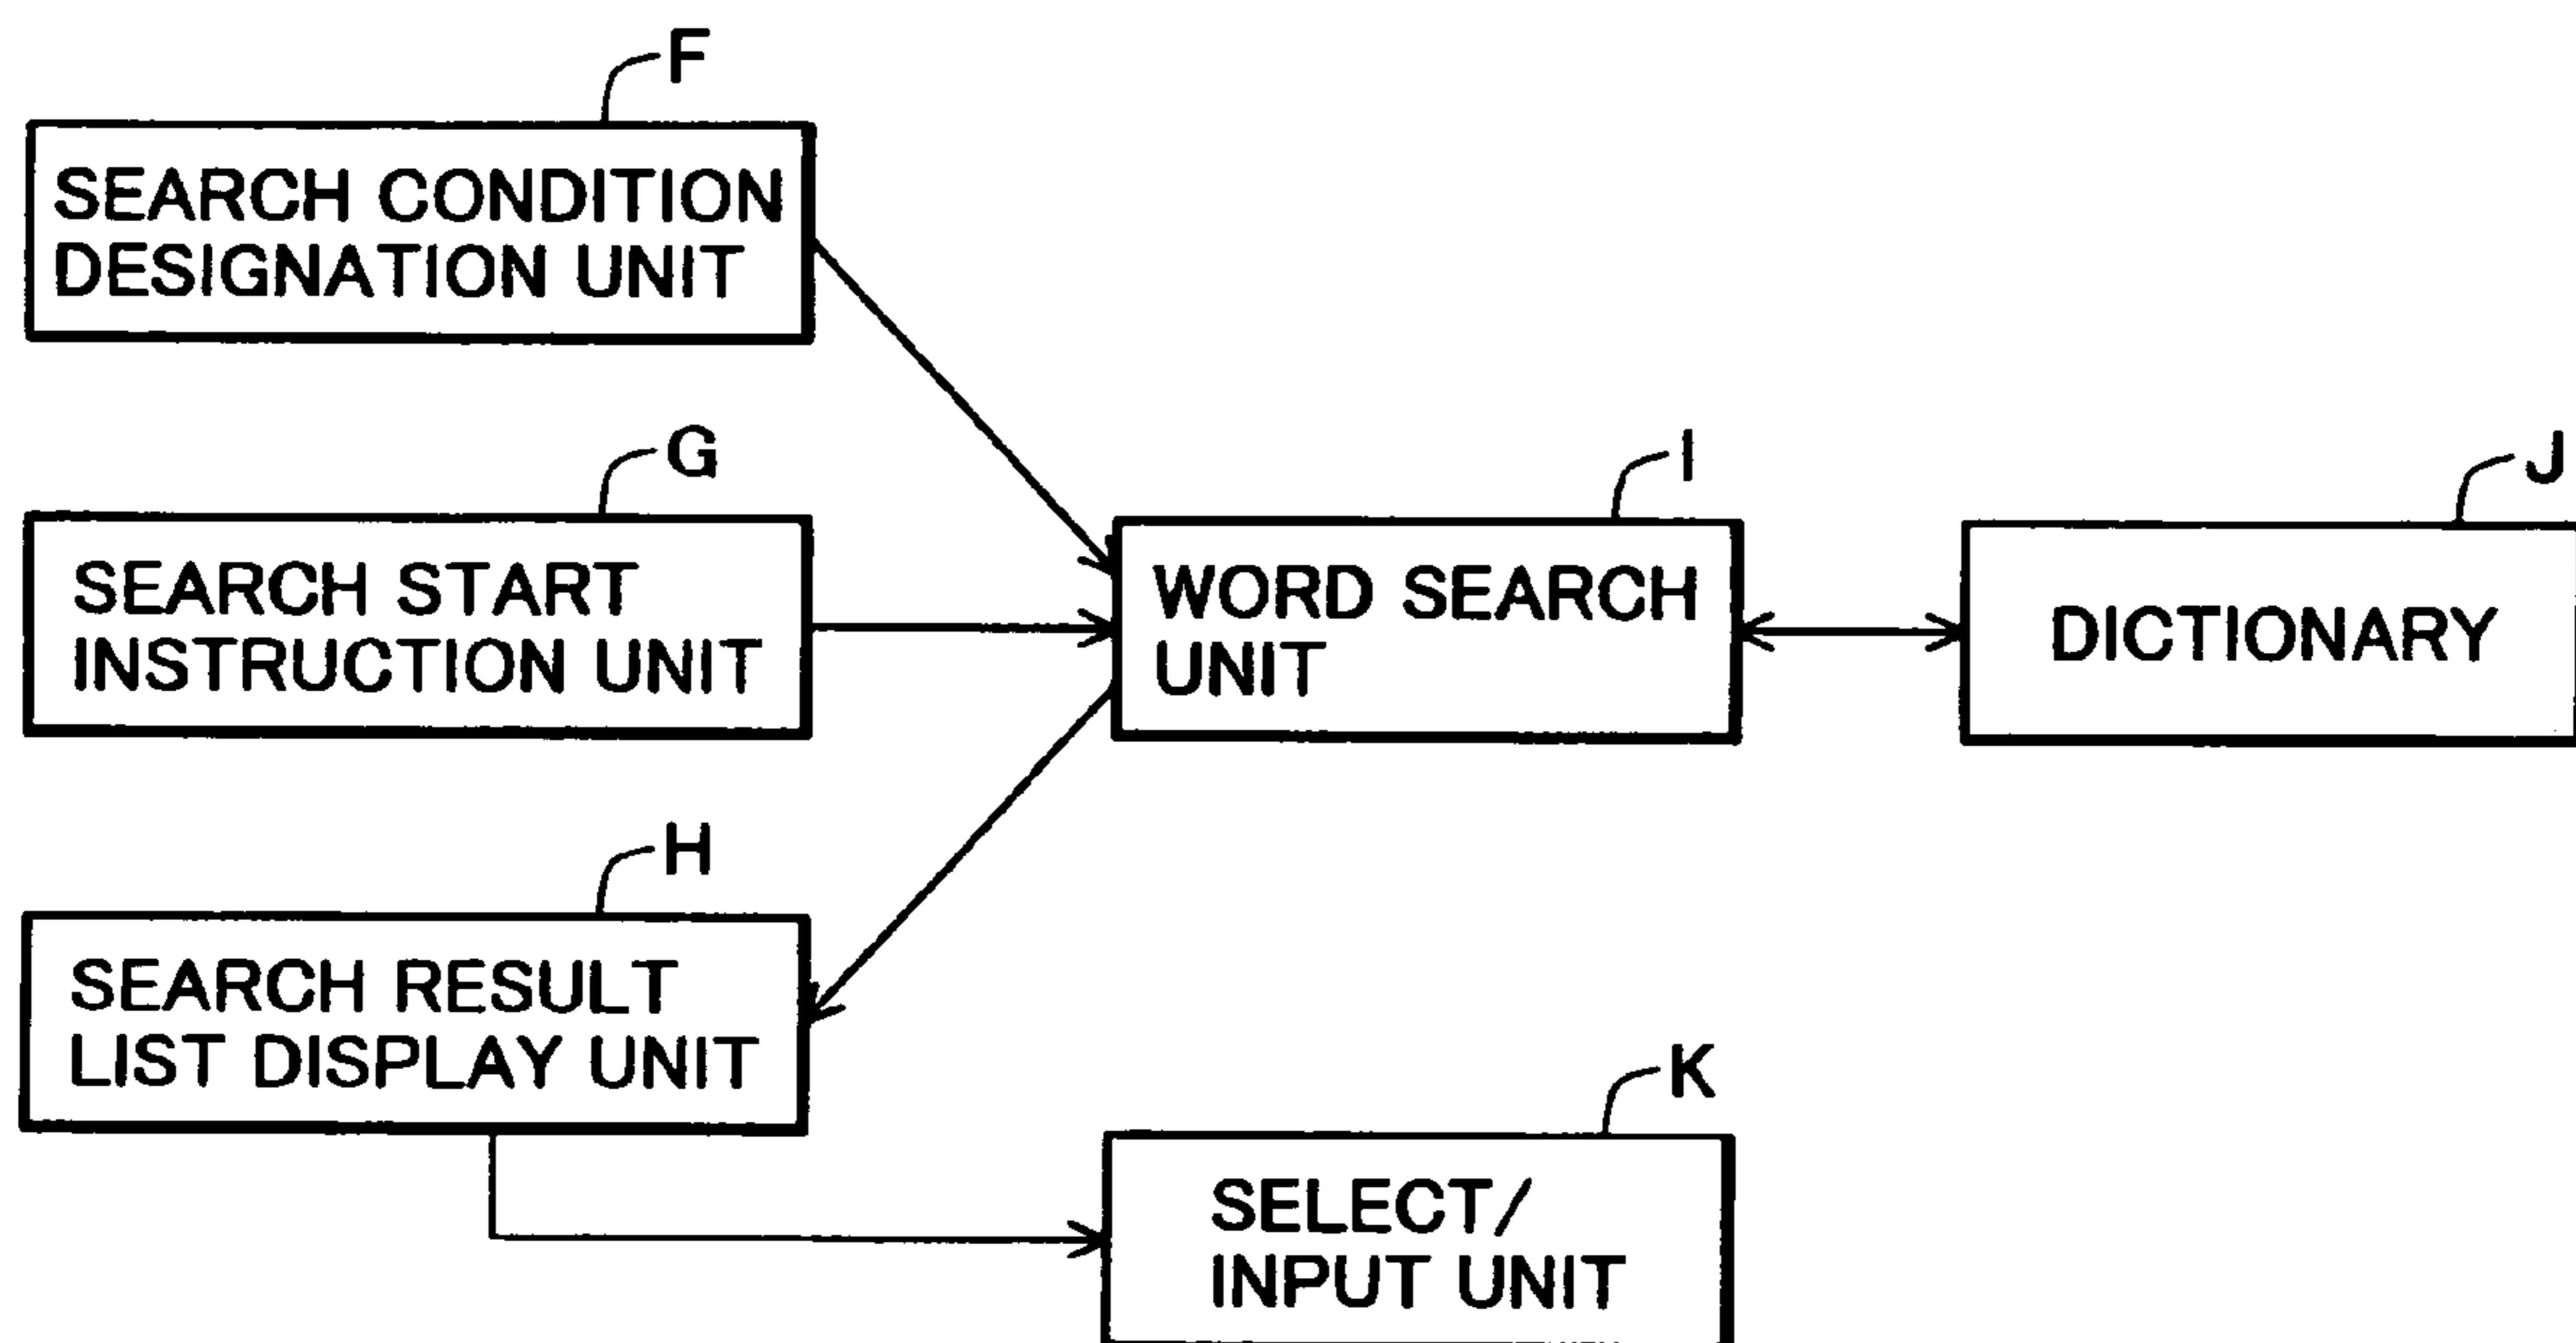 F
SEARCH CONDITION
DESIGNATION UNIT
G
SEARCH START
INSTRUCTION UNIT
I
WORD SEARCH
UNIT
J
DICTIONARY
H
SEARCH RESULT
LIST DISPLAY UNIT
K
SELECT/
INPUT UNIT